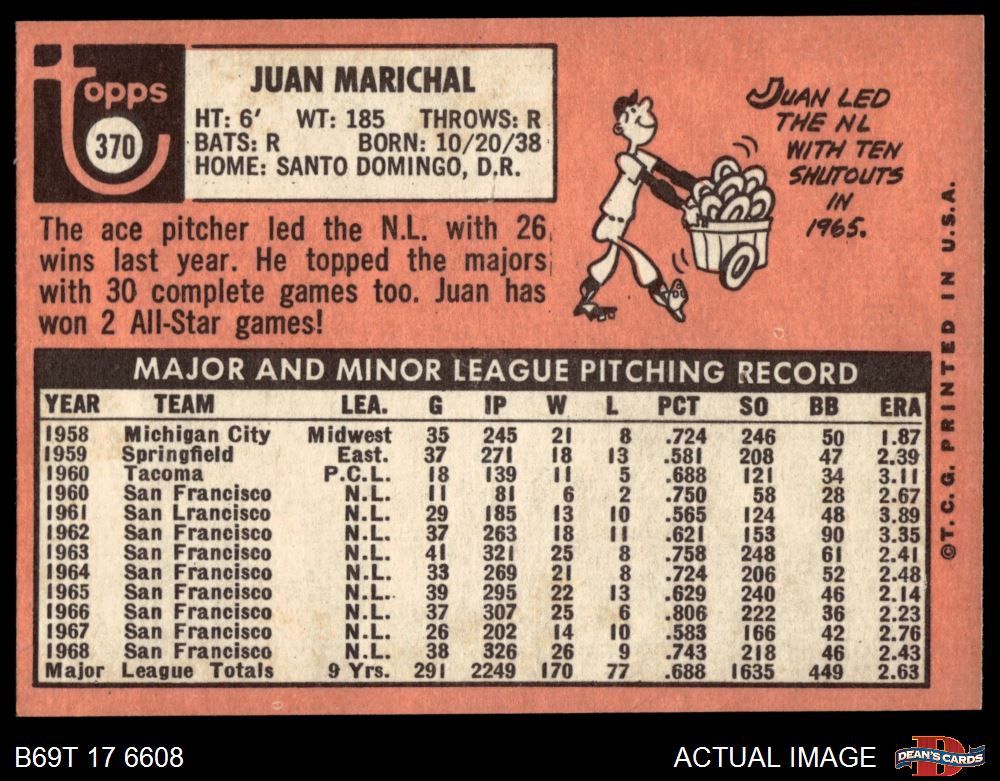 Topps
370
JUAN MARICHAL
HT: 6' WT: 185 THROWS: R
BATS: R BORN: 10/20/38
HOME: SANTO DOMINGO, D.R.
JUAN LED
THE NL
WITH TEN
SHUTOUTS
IN
1965.
The ace pitcher led the N.L. with 26
wins last year. He topped the majors
with 30 complete games too. Juan has
won 2 All-Star games!
MAJOR AND MINOR LEAGUE PITCHING RECORD
YEAR TEAM LEA. G IP W L PCT SO BB ERA
1958 Michigan City Midwest 35 245 21 8 .724 246 50 1.87
1959 Springfield East. 37 271 18 13 .581 208 47 2.39
1960 Tacoma P.C.L. 18 139 11 5 .688 121 34 3.11
1960 San Francisco N.L. 11 81 6 2 .750 58 28 2.67
1961 San Lrancisco N.L. 29 185 13 10 .565 124 48 3.89
1962 San Francisco N.L. 37 263 18 11 .621 153 90 3.35
1963 San Francisco N.L. 41 321 25 8 .758 248 61 2.41
1964 San Francisco N.L. 33 269 21 8 .724 206 52 2.48
1965 San Francisco N.L. 39 295 22 13 .629 240 46 2.14
1966 San Francisco N.L. 37 307 25 6 .806 222 36 2.23
1967 San Francisco N.L. 26 202 14 10 .583 166 42 2.76
1968 San Francisco N.L. 38 326 26 9 .743 218 46 2.43
Major League Totals 9 Yrs. 291 2249 170 77 .688 1635 449 2.63
©T.C.G. PRINTED IN U.S.A.
B69T 17 6608
ACTUAL IMAGE
DEAN'S CARDS